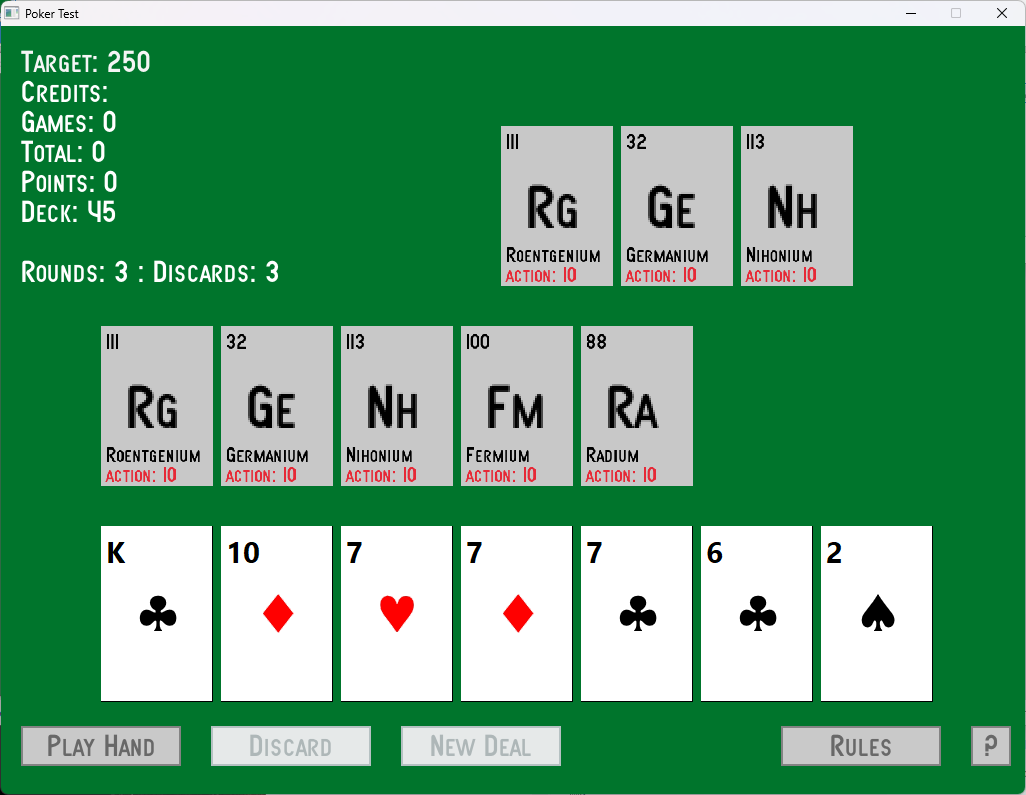 Poker Test
Target: 250
Credits:
Games: 0
Total: 0
Points: 0
Deck: 45
Rounds: 3 : Discards: 3
111 32 113
Rg Ge Nh
Roentgenium Germanium Nihonium
action: 10 action: 10 action: 10
111 32 113 100 88
Rg Ge Nh Fm Ra
Roentgenium Germanium Nihonium Fermium Radium
action: 10 action: 10 action: 10 action: 10 action: 10
K 10 7 7 7 6 2
♣ ♦ ♥ ♦ ♣ ♣ ♠
Play Hand Discard New Deal Rules ?